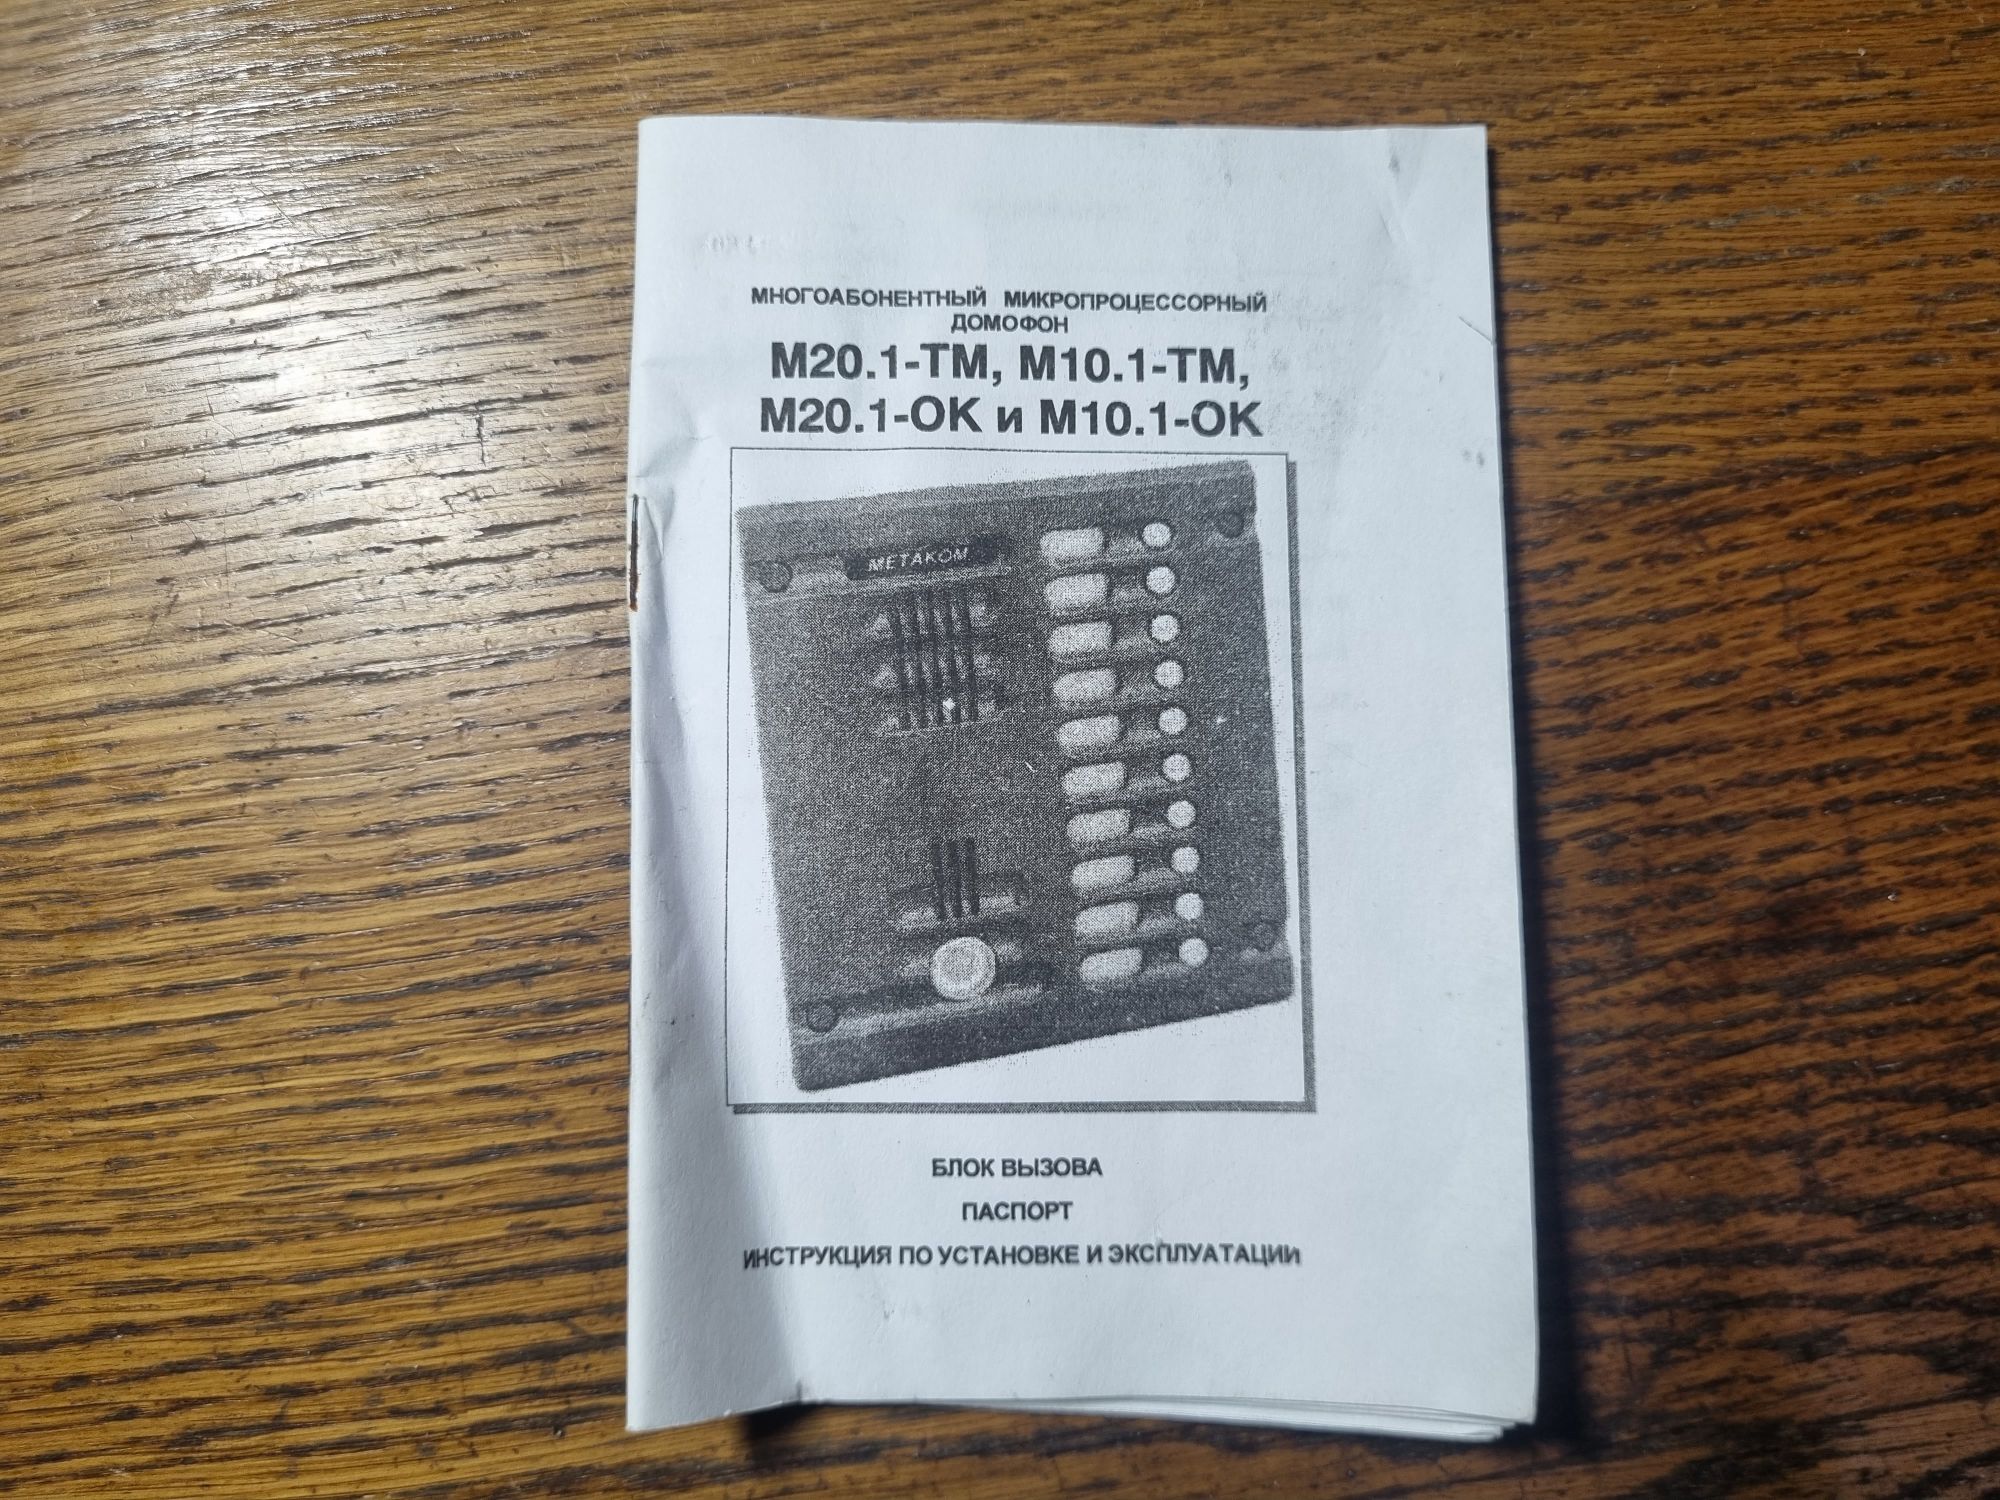 МНОГОАБОНЕНТНЫЙ МИКРОПРОЦЕССОРНЫЙ
ДОМОФОН
М20.1-ТМ, М10.1-ТМ,
М20.1-ОК и М10.1-ОК
МЕТАКОМ
БЛОК ВЫЗОВА
ПАСПОРТ
ИНСТРУКЦИЯ ПО УСТАНОВКЕ И ЭКСПЛУАТАЦИИ